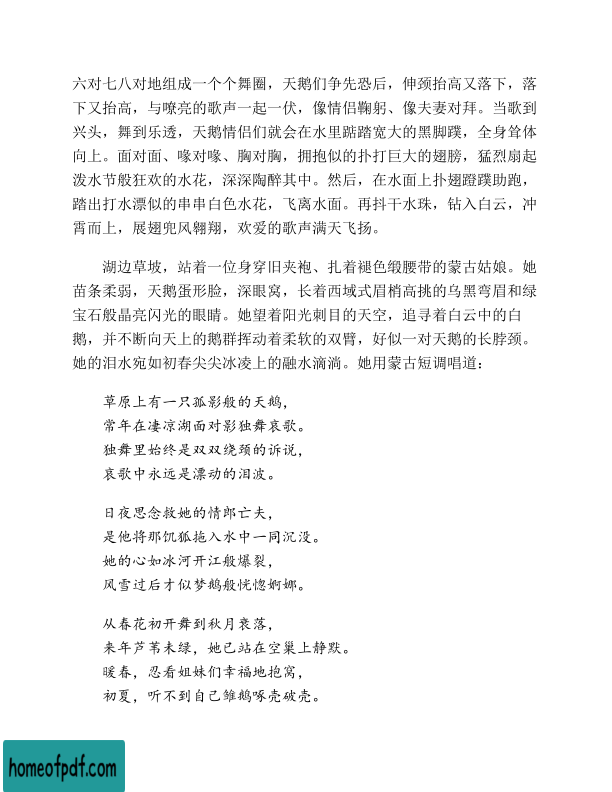 六对七八对地组成一个个舞圈，天鹅们争先恐后，伸颈抬高又落下，落
下又抬高，与嘹亮的歌声一起一伏，像情侣鞠躬、像夫妻对拜。当歌到
兴头，舞到乐透，天鹅情侣们就会在水里踮踏宽大的黑脚蹼，全身耸体
向上。面对面、喙对喙、胸对胸，拥抱似的扑打巨大的翅膀，猛烈扇起
泼水节般狂欢的水花，深深陶醉其中。然后，在水面上扑翅蹬蹼助跑，
踏出打水漂似的串串白色水花，飞离水面。再抖干水珠，钻入白云，冲
霄而上，展翅兜风翱翔，欢爱的歌声满天飞扬。
湖边草坡，站着一位身穿旧夹袍、扎着褪色缎腰带的蒙古姑娘。她
苗条柔弱，天鹅蛋形脸，深眼窝，长着西域式眉梢高挑的乌黑弯眉和绿
宝石般晶亮闪光的眼睛。她望着阳光刺目的天空，追寻着白云中的白
鹅，并不断向天上的鹅群挥动着柔软的双臂，好似一对天鹅的长脖颈。
她的泪水宛如初春尖尖冰凌上的融水滴淌。她用蒙古短调唱道：
草原上有一只孤影般的天鹅，
常年在凄凉湖面对影独舞哀歌。
独舞里始终是双双绕颈的诉说，
哀歌中永远是漂动的泪波。
日夜思念救她的情郎亡夫，
是他将那饥狐拖入水中一同沉没。
她的心如冰河开江般爆裂，
风雪过后才似梦鹅般恍惚婀娜。
从春花初开舞到秋月衰落，
来年芦苇未绿，她已站在空巢上静默。
暖春，忍看姐妹们幸福地抱窝，
初夏，听不到自己雏鹅啄壳破壳。
homeofpdf.com